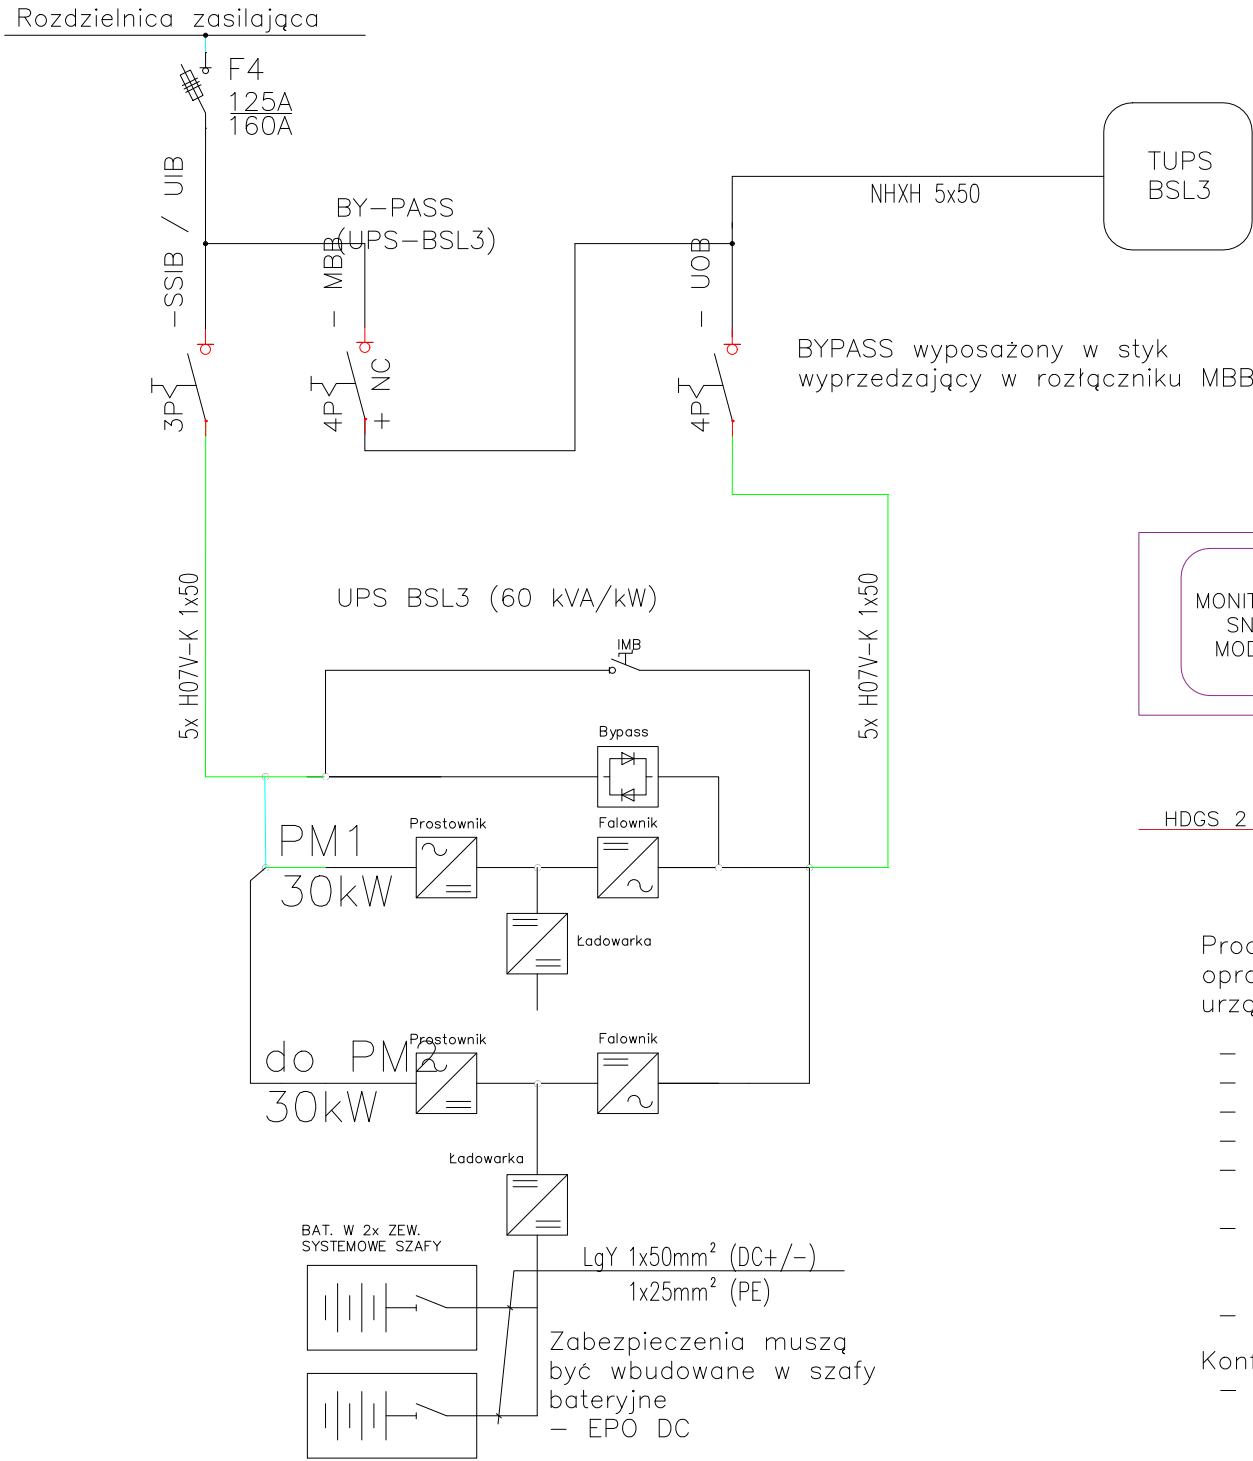 Rozdzielnica zasilająca
F4
125A
160A
-SSIB / UIB
BY-PASS
(UPS-BSL3)
- MBB
- UOB
NHXH 5x50
TUPS
BSL3
3P
4P
+ NC
4P
BYPASS wyposażony w styk
wyprzedzający w rozłączniku MBB
5x H07V-K 1x50
UPS BSL3 (60 kVA/kW)
5x H07V-K 1x50
IMB
Bypass
HDGS 2
PM1
30kW
Prostownik
Falownik
Ładowarka
do PM2
30kW
Prostownik
Falownik
Ładowarka
BAT. W 2x ZEW.
SYSTEMOWE SZAFY
LgY 1x50mm² (DC+/-)
1x25mm² (PE)
Zabezpieczenia muszą
być wbudowane w szafy
bateryjne
- EPO DC